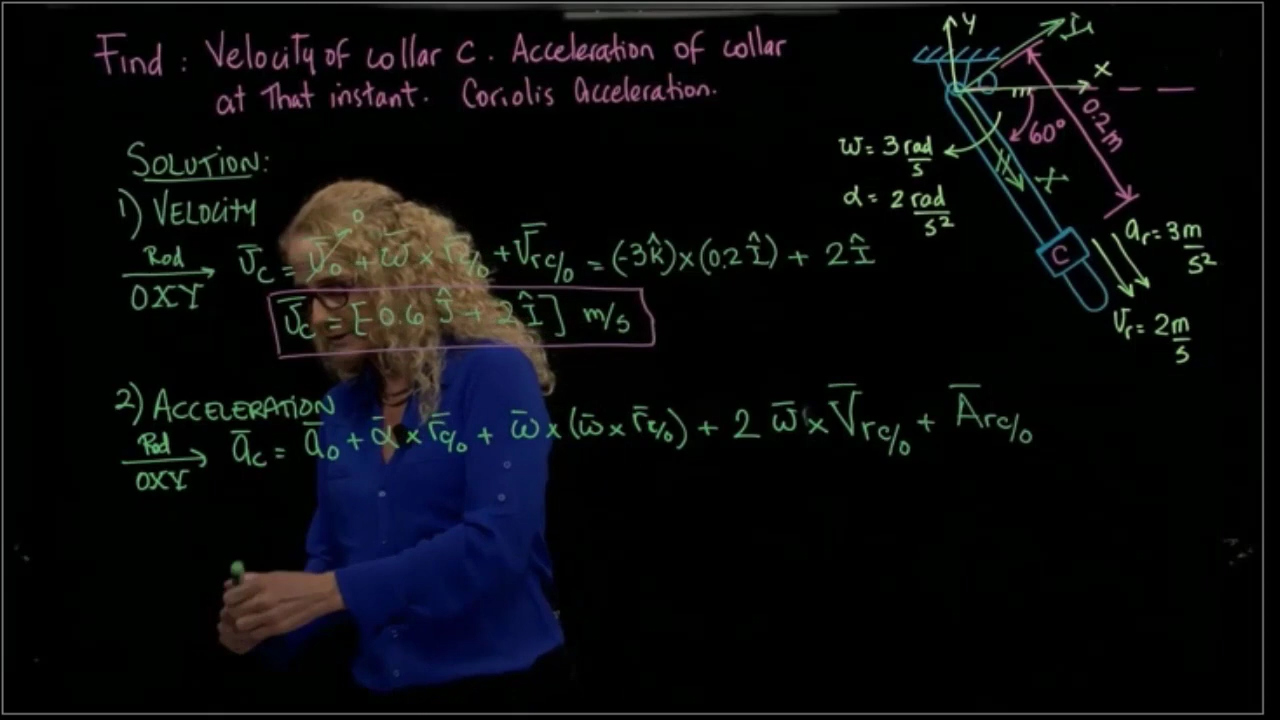 Find : Velocity of collar C. Acceleration of collar
at that instant. Coriolis Acceleration.
SOLUTION:
1) VELOCITY
Rod
OXY
V̄c = V̄o 0 + ω̄ × r̄c/o + V̄rc/o = (-3k̂)×(0.2Î) + 2Î
V̄c = [-0.6 Ĵ + 2Î] m/s
2) ACCELERATION
Rod
OXY
āc = āo + ᾱ × r̄c/o + ω̄ × (ω̄ × r̄c/o) + 2 ω̄ × V̄rc/o + Ārc/o
y
x
60°
0.2m
ω = 3 rad/s
α = 2 rad/s²
X
C
ar = 3 m/s²
Vr = 2 m/s